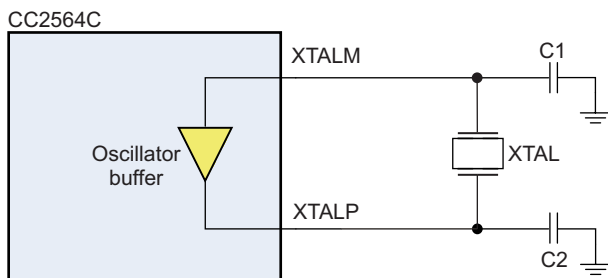 CC2564C
XTALM
C1
Oscillator
buffer
XTAL
XTALP
C2